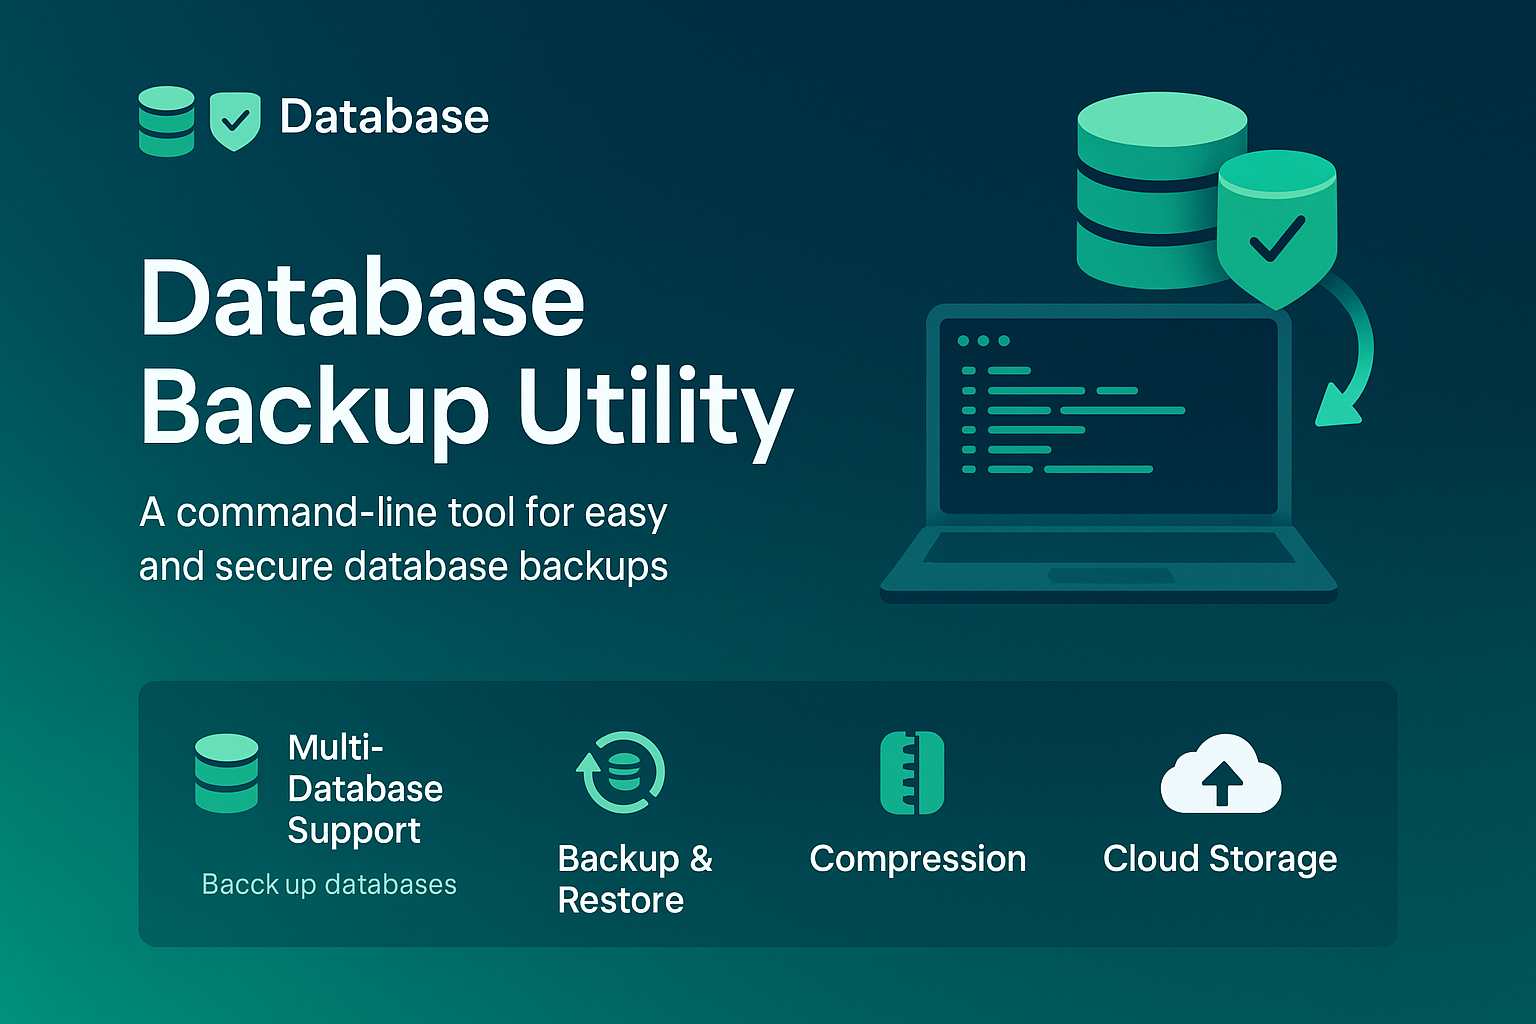 Database
Database
Backup Utility
A command-line tool for easy
and secure database backups
Multi-
Database
Support
Bacck up databases
Backup &
Restore
Compression
Cloud Storage